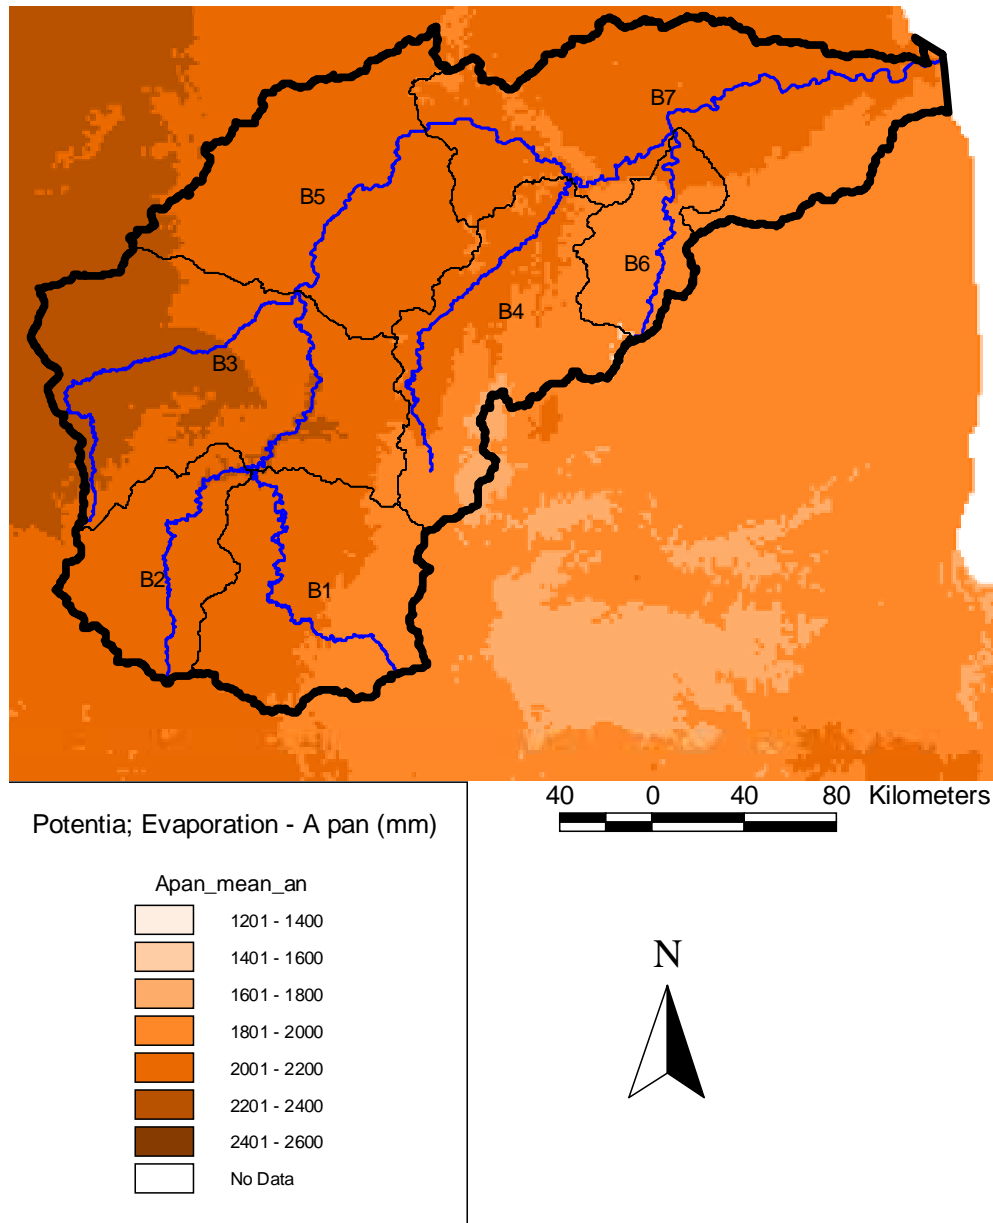 B7
B5
B6
B4
B3
B2
B1
40 0 40 80 Kilometers
Potentia; Evaporation - A pan (mm)
Apan_mean_an
1201 - 1400
1401 - 1600
1601 - 1800
1801 - 2000
2001 - 2200
2201 - 2400
2401 - 2600
No Data
N